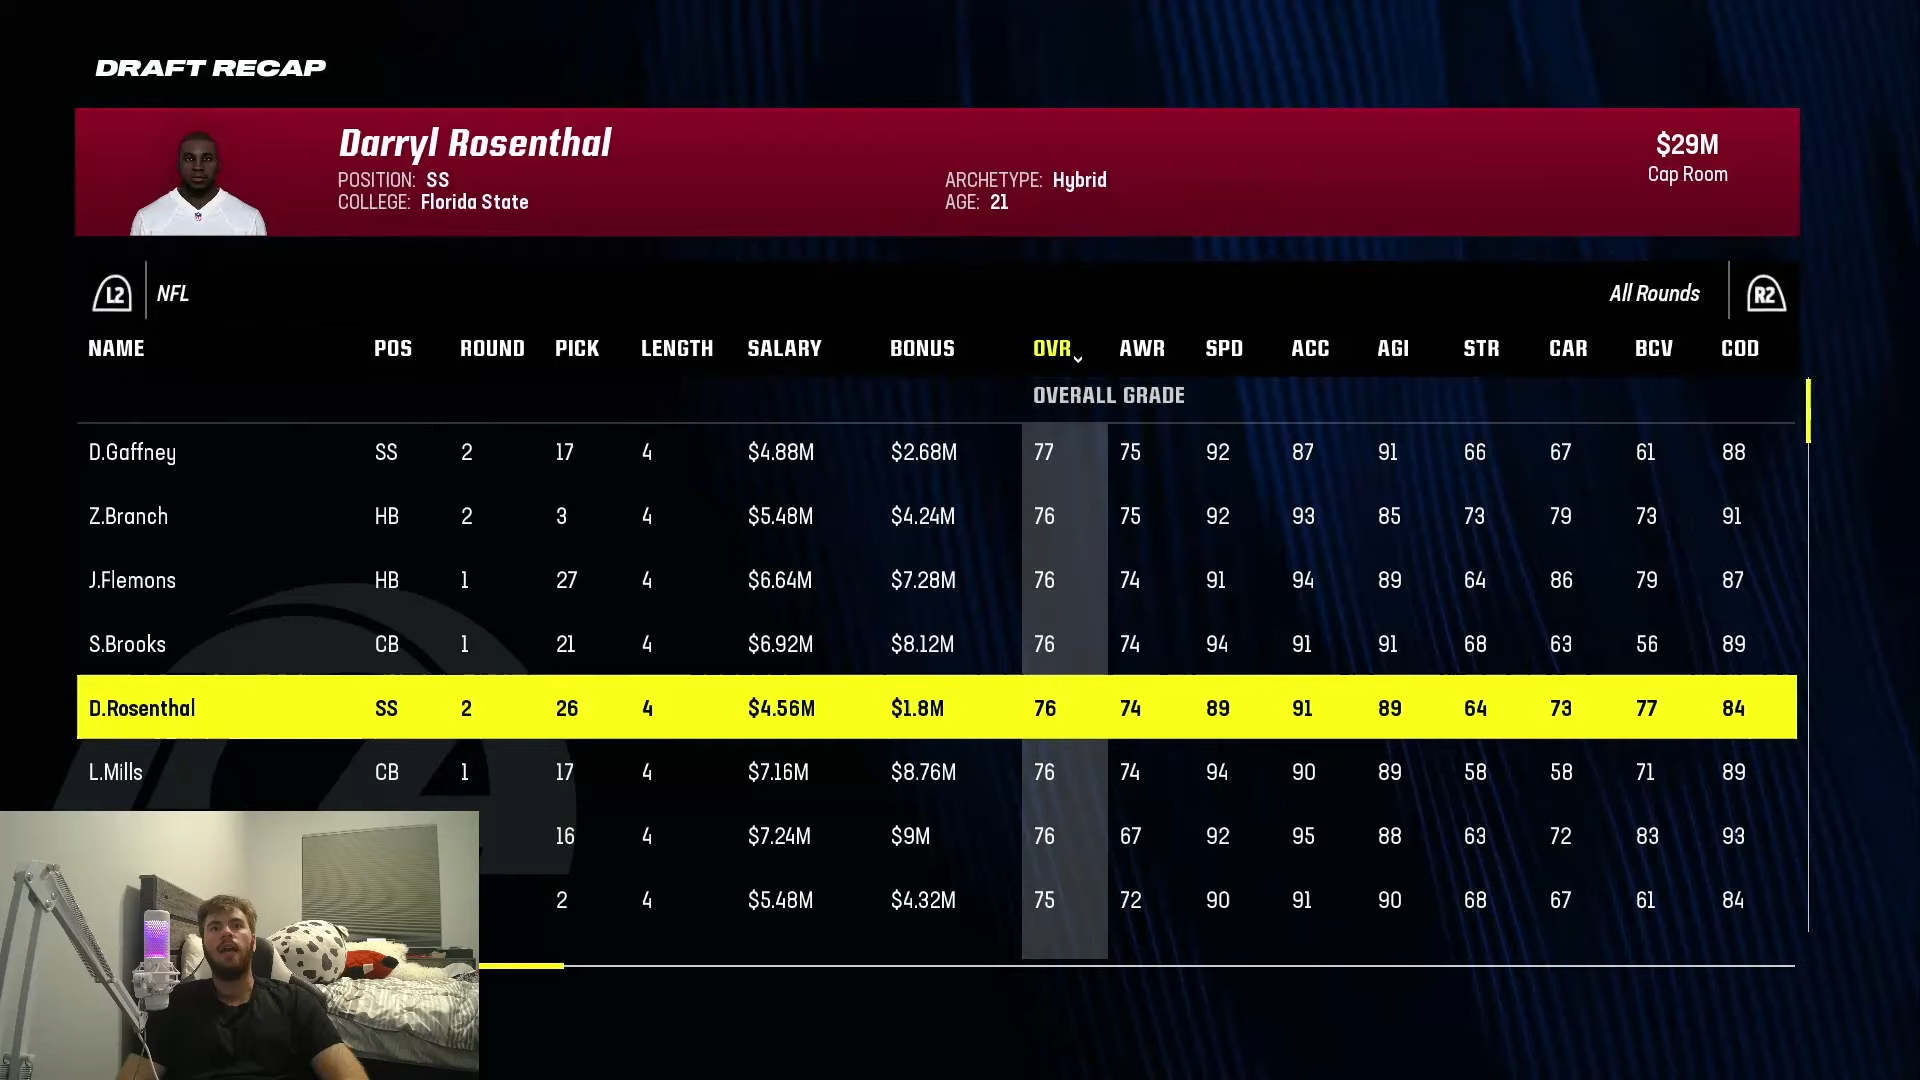 DRAFT RECAP
Darryl Rosenthal
POSITION: SS
COLLEGE: Florida State
ARCHETYPE: Hybrid
AGE: 21
$29M
Cap Room
L2 NFL All Rounds R2
NAME POS ROUND PICK LENGTH SALARY BONUS OVR AWR SPD ACC AGI STR CAR BCV COD
OVERALL GRADE
D.Gaffney SS 2 17 4 $4.88M $2.68M 77 75 92 87 91 66 67 61 88
Z.Branch HB 2 3 4 $5.48M $4.24M 76 75 92 93 85 73 79 73 91
J.Flemons HB 1 27 4 $6.64M $7.28M 76 74 91 94 89 64 86 79 87
S.Brooks CB 1 21 4 $6.92M $8.12M 76 74 94 91 91 68 63 56 89
D.Rosenthal SS 2 26 4 $4.56M $1.8M 76 74 89 91 89 64 73 77 84
L.Mills CB 1 17 4 $7.16M $8.76M 76 74 94 90 89 58 58 71 89
16 4 $7.24M $9M 76 67 92 95 88 63 72 83 93
2 4 $5.48M $4.32M 75 72 90 91 90 68 67 61 84